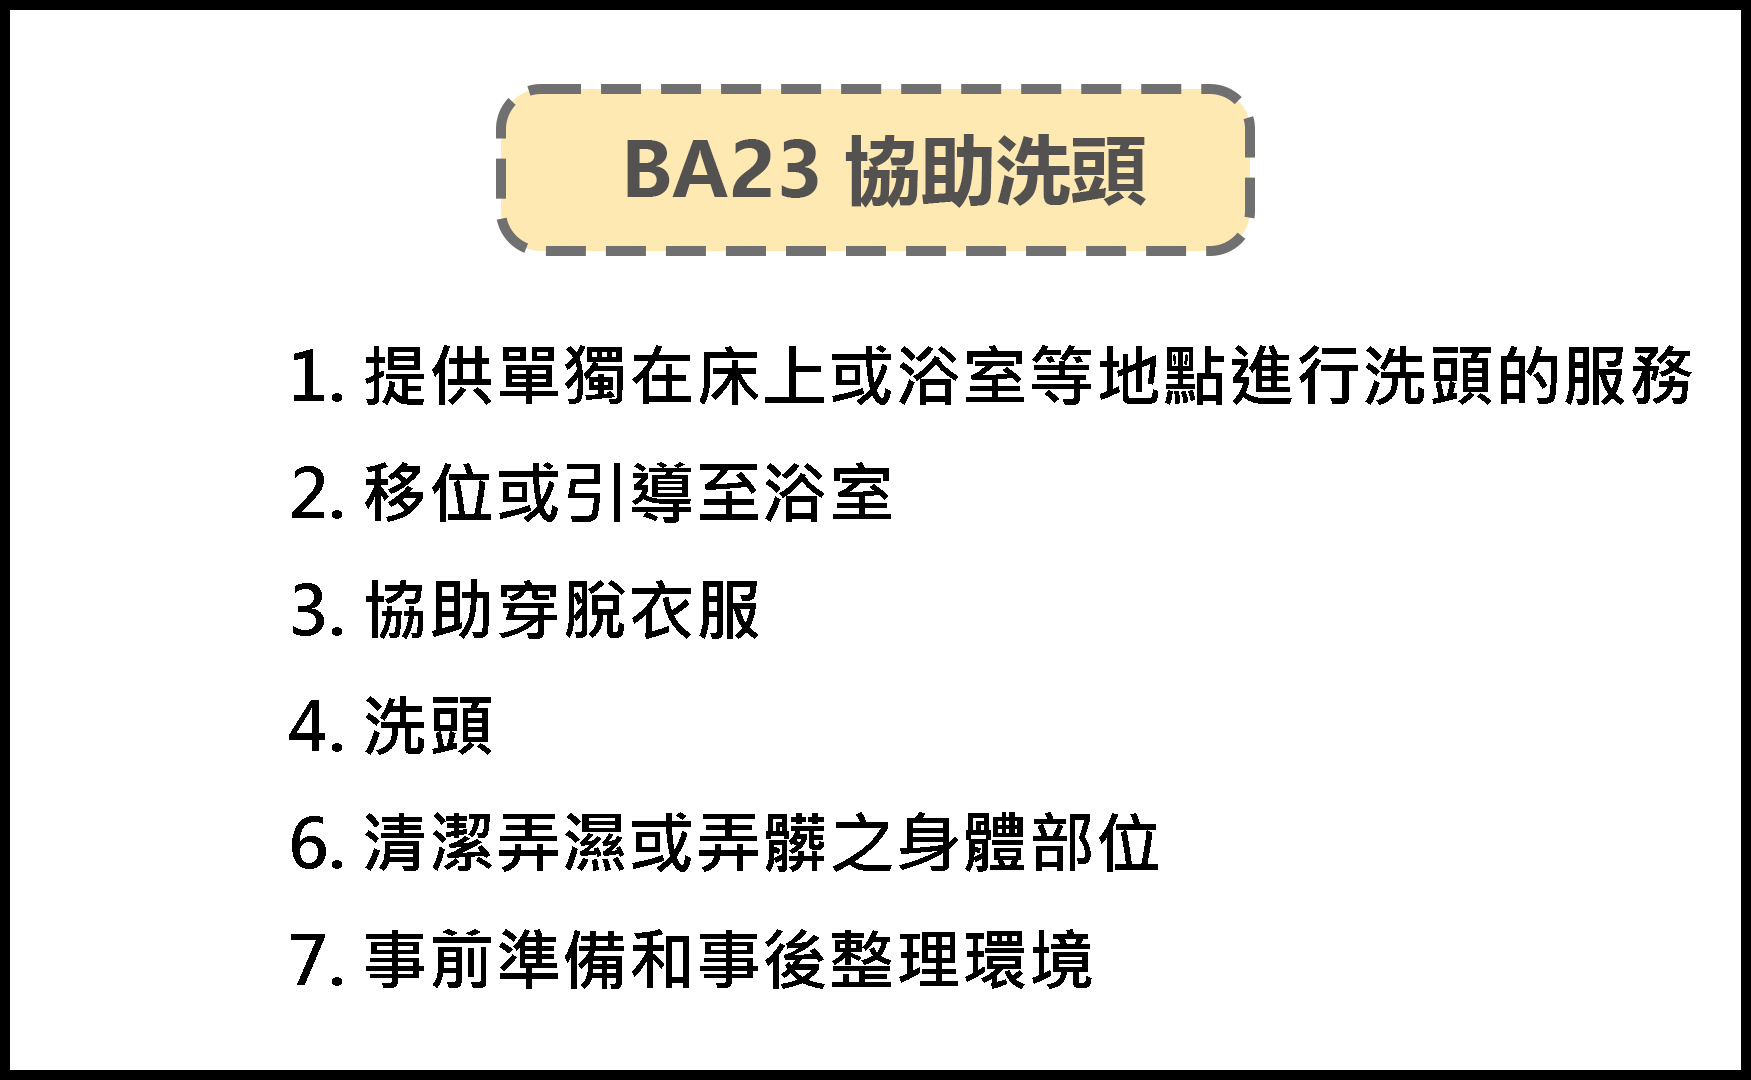 BA23 協助洗頭
1. 提供單獨在床上或浴室等地點進行洗頭的服務
2. 移位或引導至浴室
3. 協助穿脫衣服
4. 洗頭
6. 清潔弄濕或弄髒之身體部位
7. 事前準備和事後整理環境